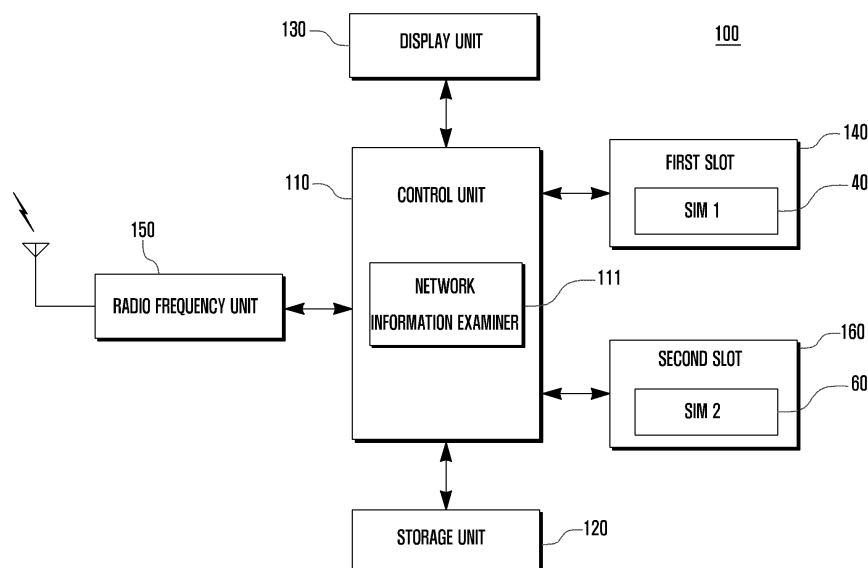 130
DISPLAY UNIT
100
140
110
CONTROL UNIT
FIRST SLOT
40
SIM 1
150
RADIO FREQUENCY UNIT
NETWORK
INFORMATION EXAMINER
111
160
SECOND SLOT
60
SIM 2
STORAGE UNIT
120